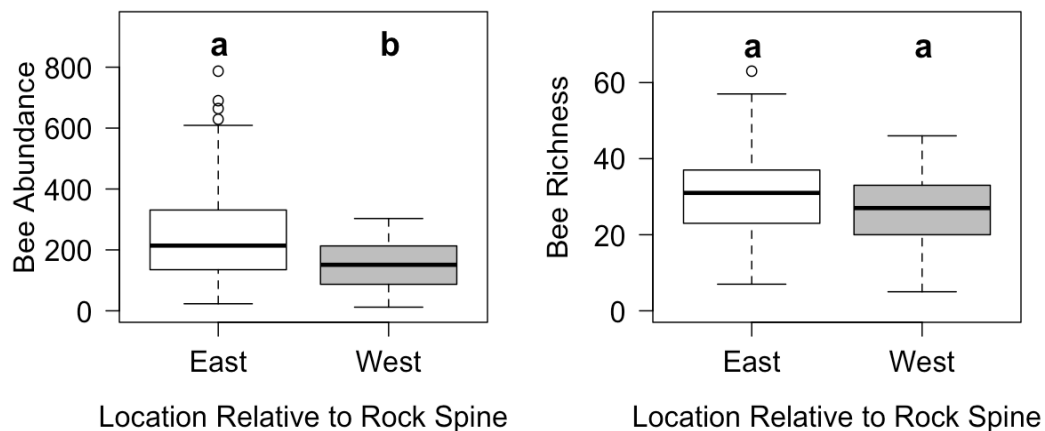 Bee Abundance
800
600
400
200
0
a
b
East
West
Location Relative to Rock Spine
Bee Richness
60
40
20
0
a
a
East
West
Location Relative to Rock Spine